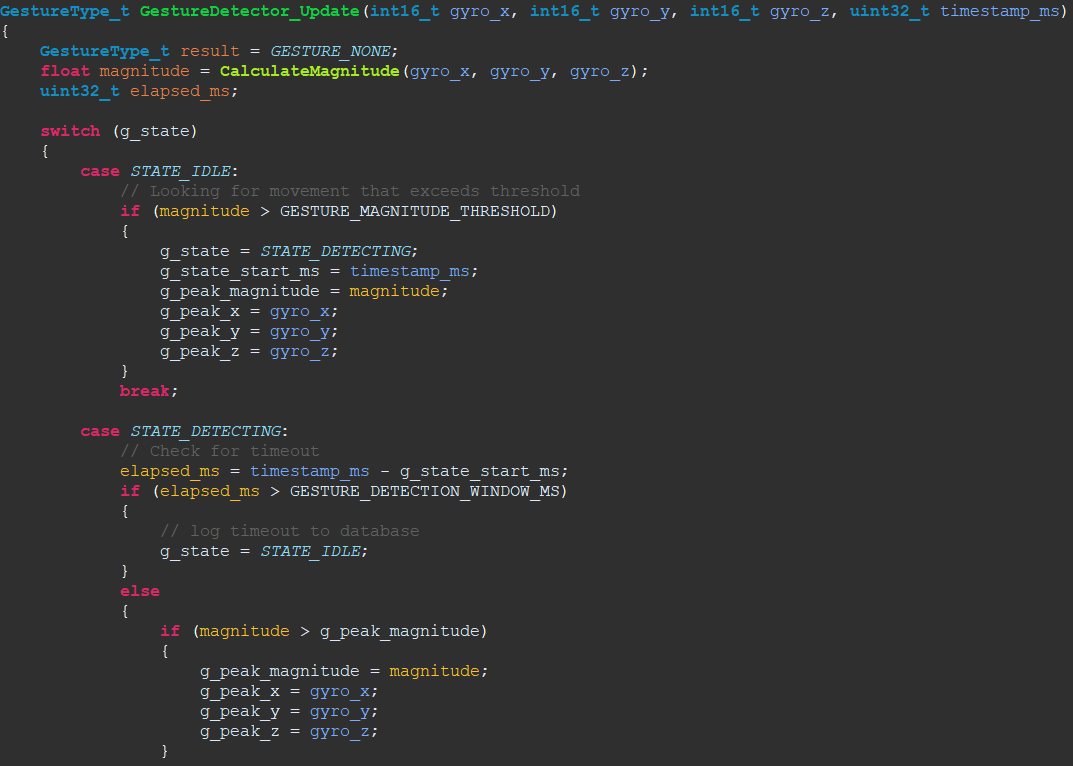 GestureType_t GestureDetector_Update(int16_t gyro_x, int16_t gyro_y, int16_t gyro_z, uint32_t timestamp_ms)
{
    GestureType_t result = GESTURE_NONE;
    float magnitude = CalculateMagnitude(gyro_x, gyro_y, gyro_z);
    uint32_t elapsed_ms;

    switch (g_state)
    {
        case STATE_IDLE:
            // Looking for movement that exceeds threshold
            if (magnitude > GESTURE_MAGNITUDE_THRESHOLD)
            {
                g_state = STATE_DETECTING;
                g_state_start_ms = timestamp_ms;
                g_peak_magnitude = magnitude;
                g_peak_x = gyro_x;
                g_peak_y = gyro_y;
                g_peak_z = gyro_z;
            }
            break;

        case STATE_DETECTING:
            // Check for timeout
            elapsed_ms = timestamp_ms - g_state_start_ms;
            if (elapsed_ms > GESTURE_DETECTION_WINDOW_MS)
            {
                // log timeout to database
                g_state = STATE_IDLE;
            }
            else
            {
                if (magnitude > g_peak_magnitude)
                {
                    g_peak_magnitude = magnitude;
                    g_peak_x = gyro_x;
                    g_peak_y = gyro_y;
                    g_peak_z = gyro_z;
                }